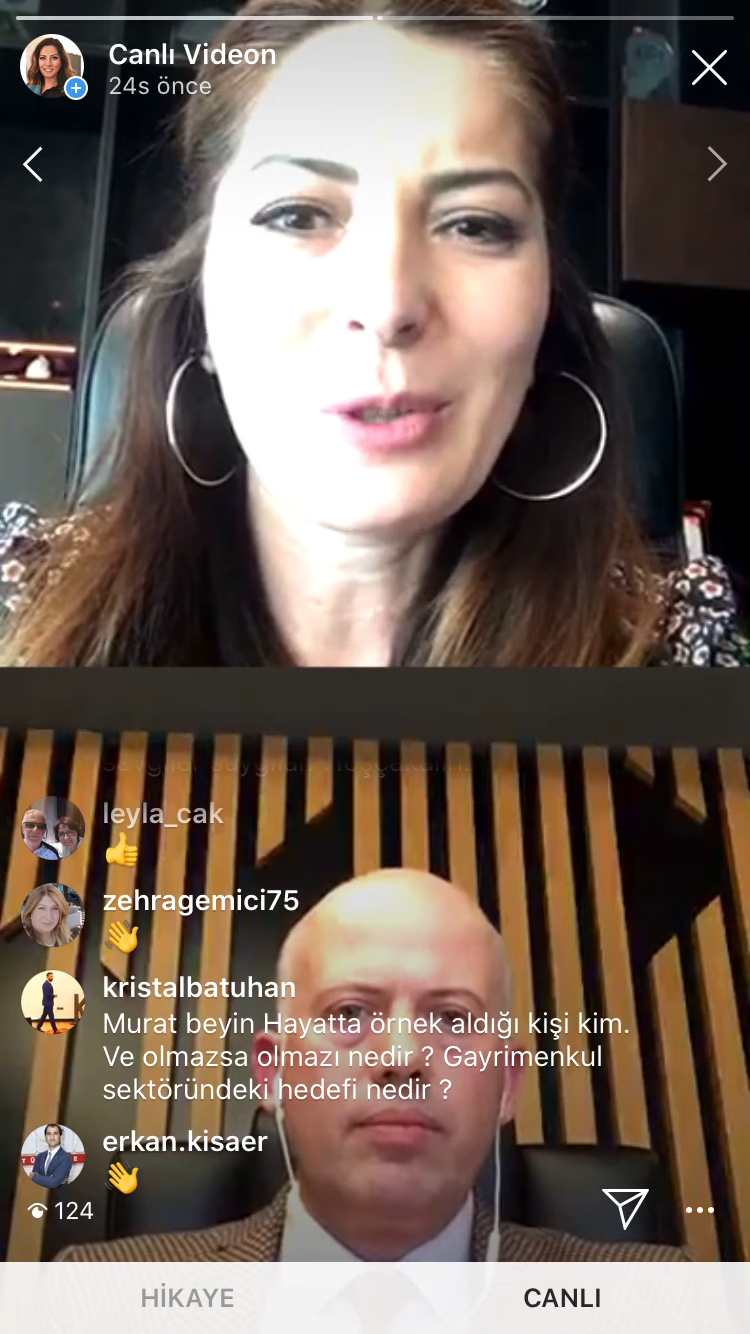 Canlı Videon
24s önce
leyla_cak
👍
zehragemici75
👋
kristalbatuhan
Murat beyin Hayatta örnek aldığı kişi kim.
Ve olmazsa olmazı nedir ? Gayrimenkul
sektöründeki hedefi nedir ?
erkan.kisaer
👋
124
HİKAYE
CANLI